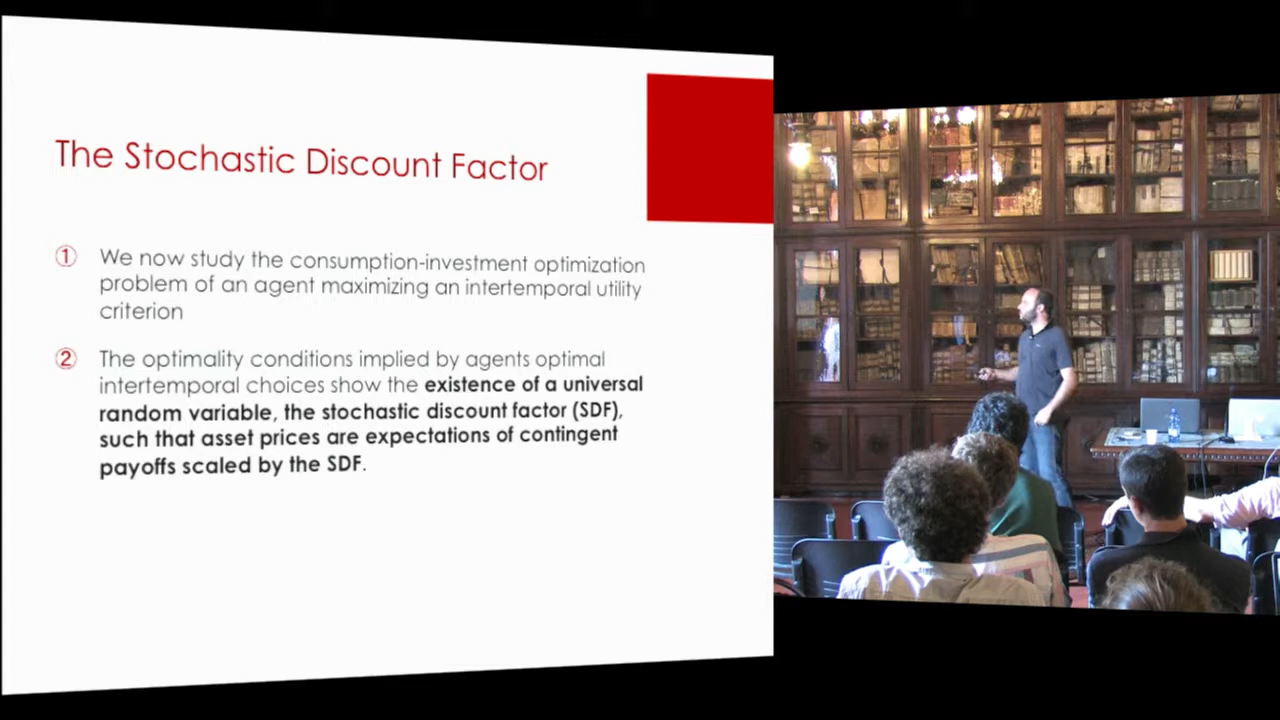 The Stochastic Discount Factor
① We now study the consumption-investment optimization
problem of an agent maximizing an intertemporal utility
criterion
② The optimality conditions implied by agents optimal
intertemporal choices show the existence of a universal
random variable, the stochastic discount factor (SDF),
such that asset prices are expectations of contingent
payoffs scaled by the SDF.